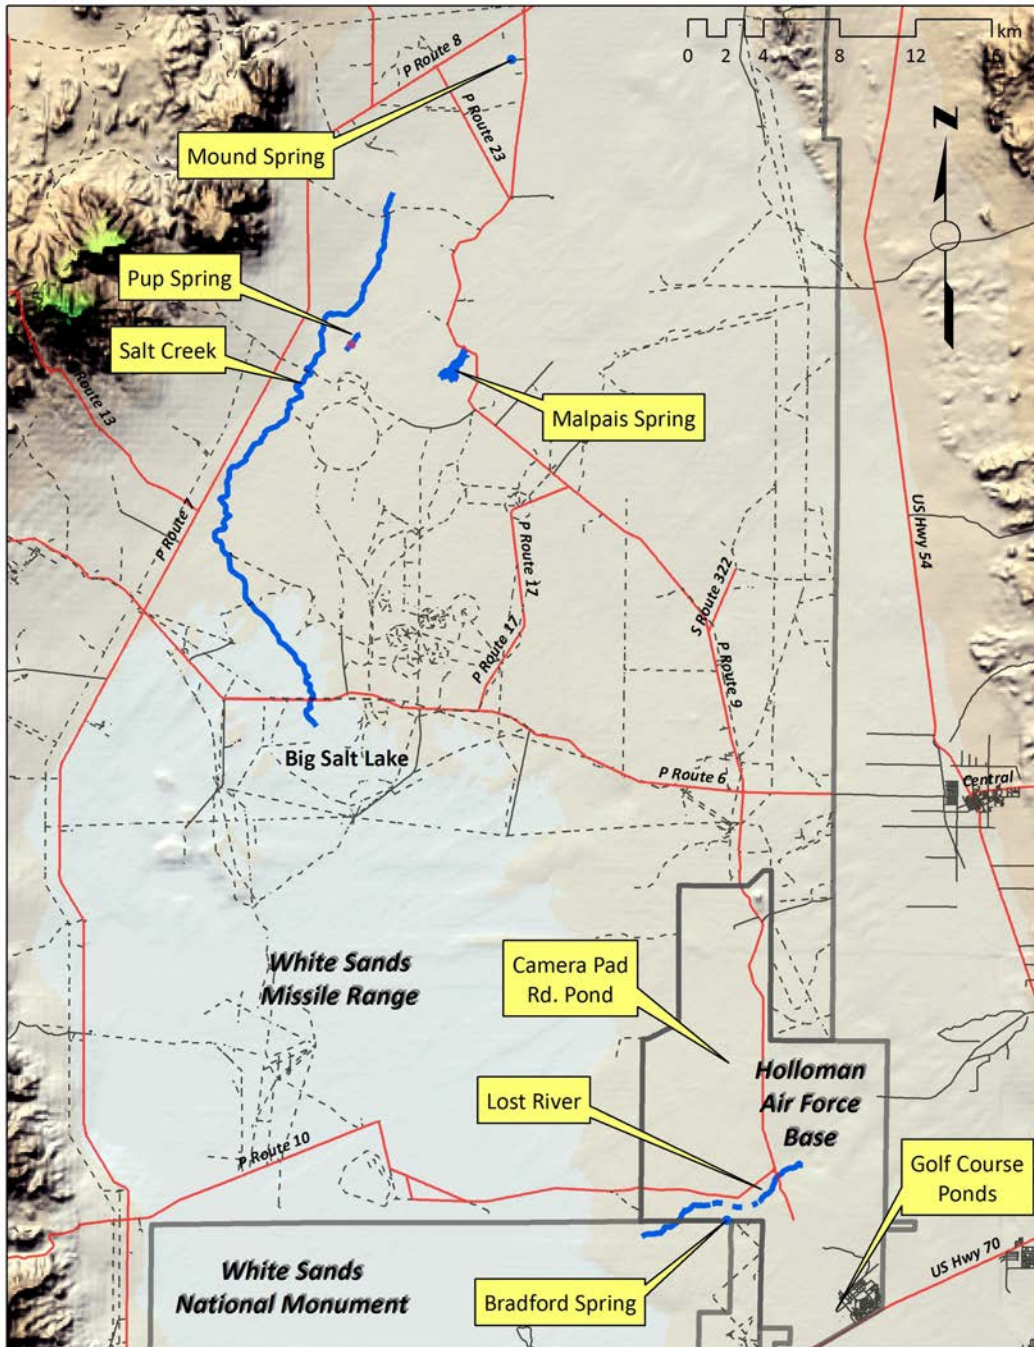 km
0 2 4 8 12 16
P Route 8
Mound Spring
P Route 23
N
Pup Spring
Salt Creek
Malpais Spring
P Route 13
P Route 7
US Hwy 54
P Route 17
S Route 322
P Route 17
P Route 9
Big Salt Lake
P Route 6
Central
White Sands
Missile Range
Camera Pad
Rd. Pond
Holloman
Air Force
Base
Lost River
P Route 10
Golf Course
Ponds
US Hwy 70
White Sands
National Monument
Bradford Spring